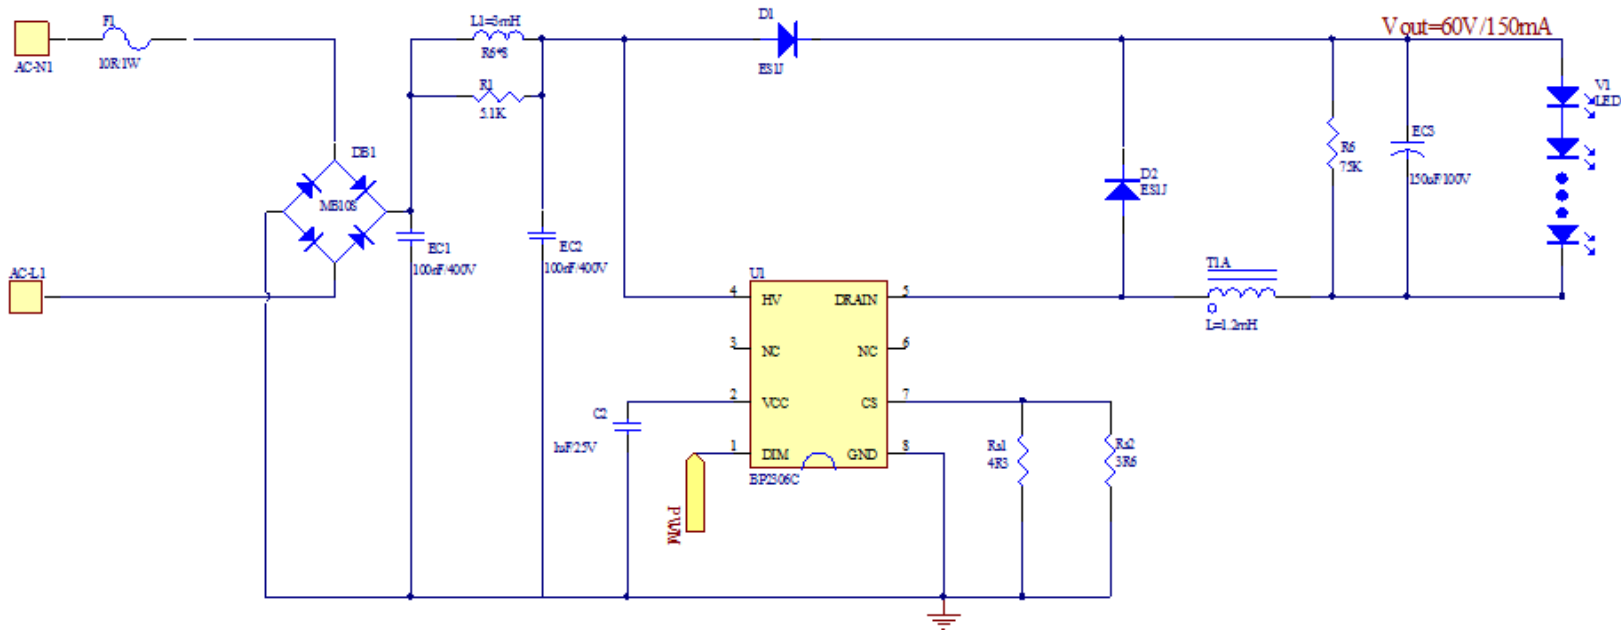 F1
10R/1W
AC-N1
L1=3mH
R6*8
R1
5.1K
D1
ES1J
Vout=60V/150mA
V1
LED
DB1
MB10S
EC1
100nF/400V
EC2
100nF/400V
D2
ES1J
R6
75K
EC3
150uF/100V
AC-L1
U1
T1A
L=1.2mH
4 HV DRAIN 5
3 NC NC 6
2 VCC CS 7
1 DIM GND 8
BP2306C
C2
1uF/25V
PWM
Rs1
4R3
Rs2
3R6